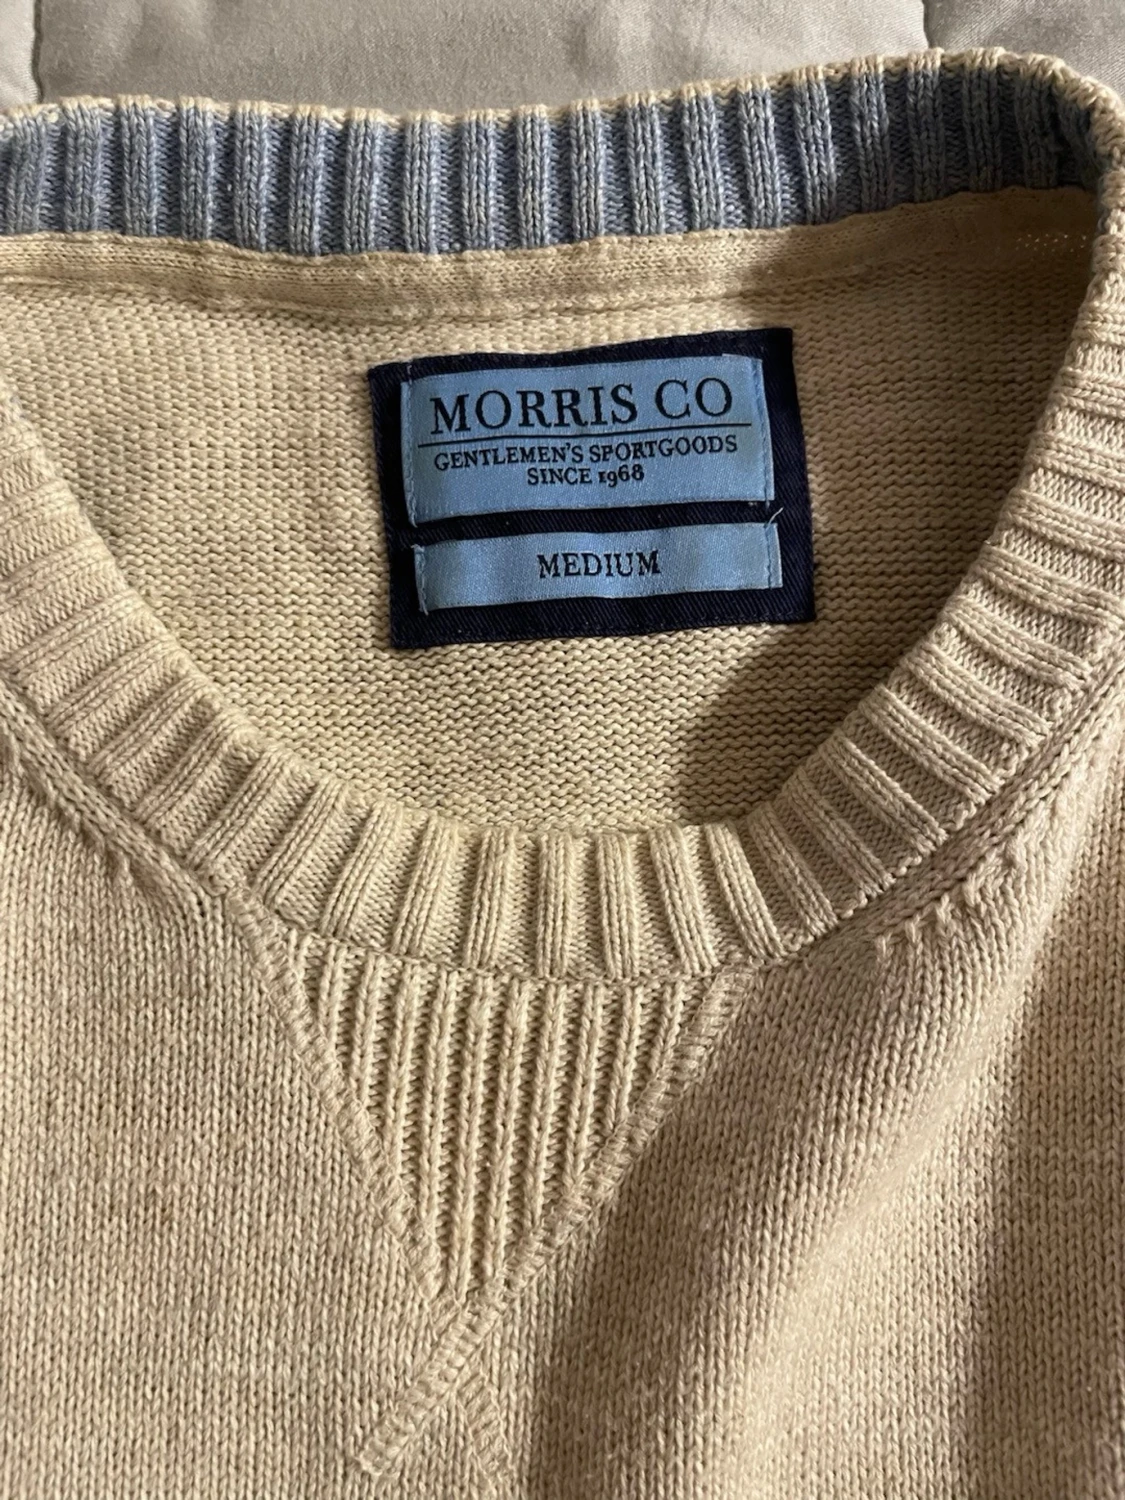 MORRIS CO
GENTLEMEN'S SPORTGOODS
SINCE 1968
MEDIUM